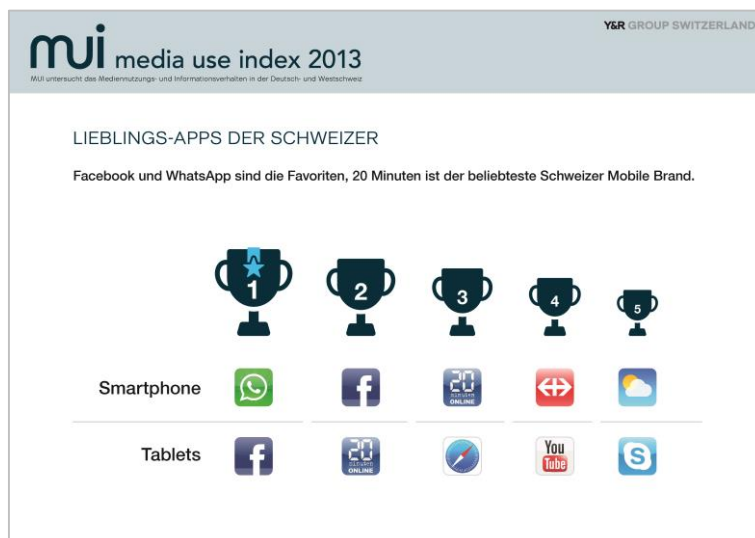 Y&R GROUP SWITZERLAND
mui media use index 2013
MUI untersucht das Mediennutzungs- und Informationsverhalten in der Deutsch- und Westschweiz
LIEBLINGS-APPS DER SCHWEIZER
Facebook und WhatsApp sind die Favoriten, 20 Minuten ist der beliebteste Schweizer Mobile Brand.
1 2 3 4 5
Smartphone f 20 minuten ONLINE
Tablets f 20 minuten ONLINE You Tube S